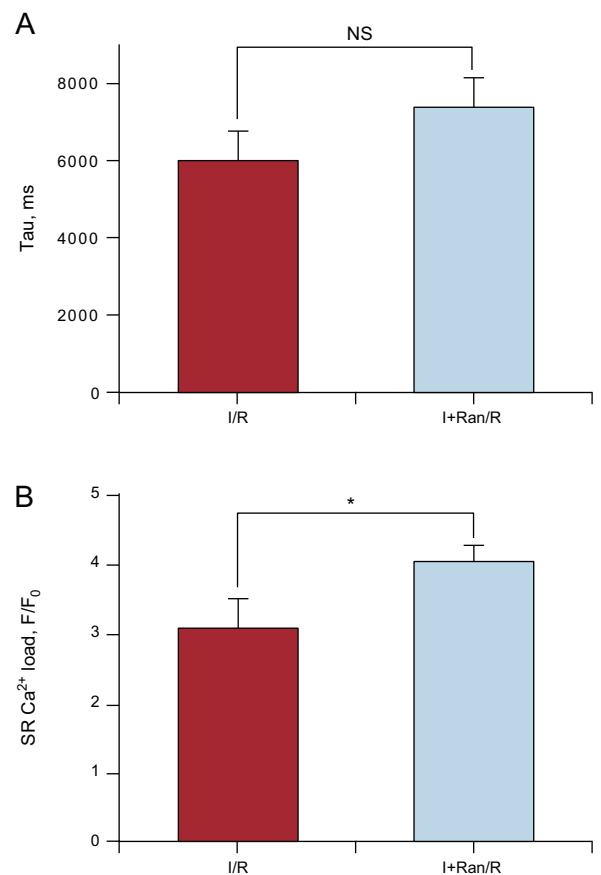 A
NS
8000
6000
4000
2000
0
Tau, ms
I/R
I+Ran/R
B
*
5
4
3
2
1
0
SR Ca²⁺ load, F/F₀
I/R
I+Ran/R